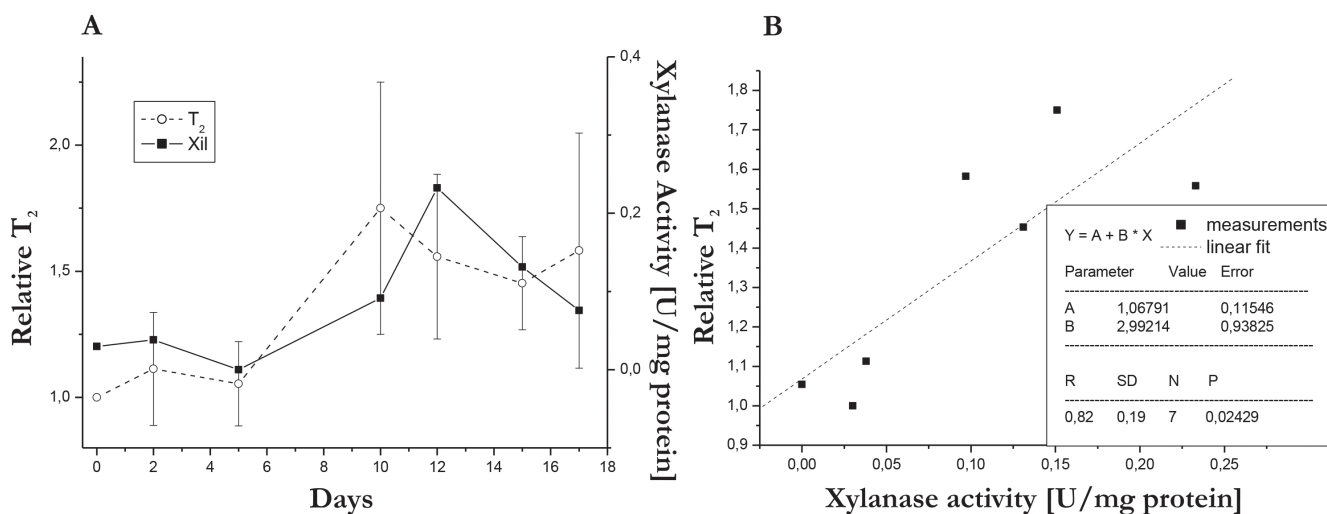 A
Relative T2
2,0
1,5
1,0
T2
Xil
0,4
0,2
0,0
Xylanase Activity [U/mg protein]
0 2 4 6 8 10 12 14 16 18
Days
B
Relative T2
1,8
1,7
1,6
1,5
1,4
1,3
1,2
1,1
1,0
0,9
measurements
Y = A + B * X
linear fit
Parameter Value Error
A 1,06791 0,11546
B 2,99214 0,93825
R SD N P
0,82 0,19 7 0,02429
0,00 0,05 0,10 0,15 0,20 0,25
Xylanase activity [U/mg protein]